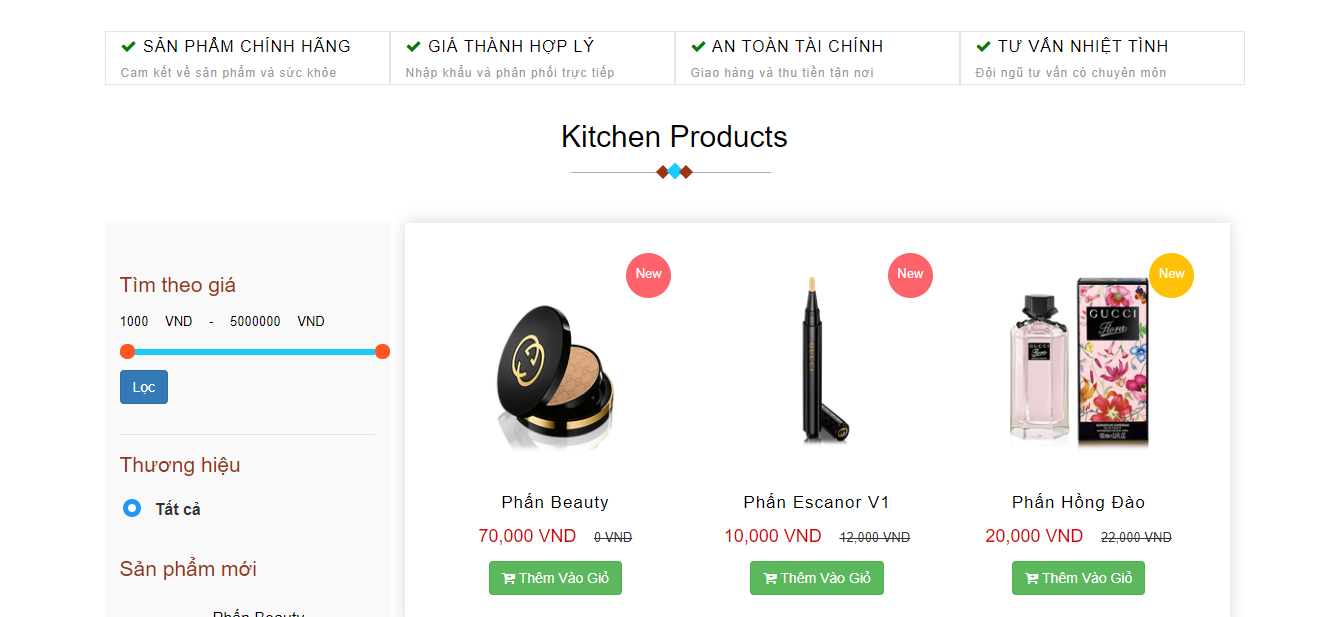 SẢN PHẨM CHÍNH HÃNG
Cam kết về sản phẩm và sức khỏe
GIÁ THÀNH HỢP LÝ
Nhập khẩu và phân phối trực tiếp
AN TOÀN TÀI CHÍNH
Giao hàng và thu tiền tận nơi
TƯ VẤN NHIỆT TÌNH
Đội ngũ tư vấn có chuyên môn
Kitchen Products
Tìm theo giá
1000 VND - 5000000 VND
Lọc
Thương hiệu
Tất cả
Sản phẩm mới
Phấn Beauty
New
GUCCI
Phấn Beauty
70,000 VND 0 VND
Thêm Vào Giỏ
New
Phấn Escanor V1
10,000 VND 12,000 VND
Thêm Vào Giỏ
New
GUCCI
Flora
GUCCI
Flora
Phấn Hồng Đào
20,000 VND 22,000 VND
Thêm Vào Giỏ